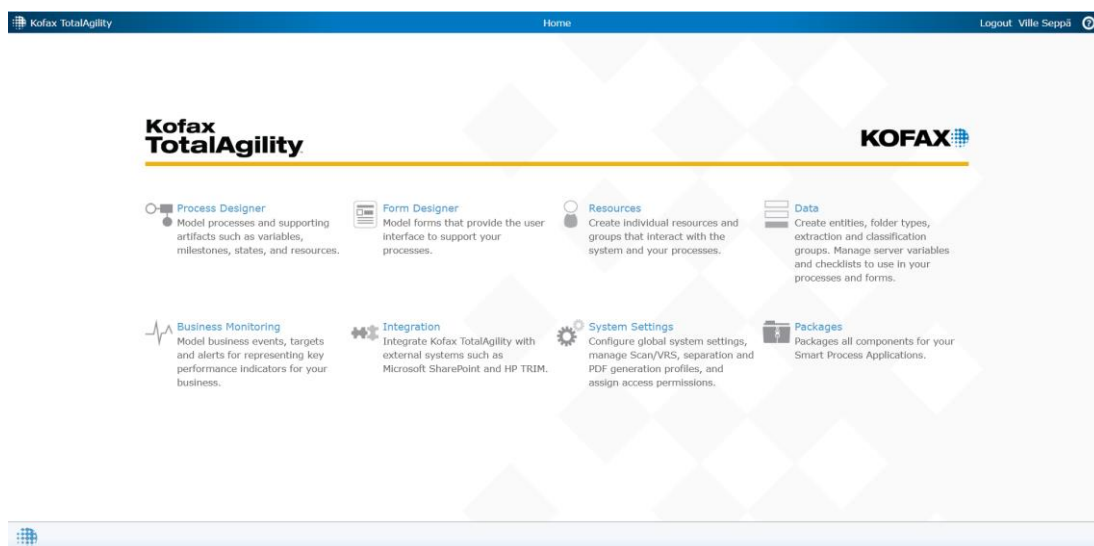 Kofax TotalAgility
Home
Logout Ville Seppä
?
Kofax
TotalAgility
KOFAX
Process Designer
Model processes and supporting
artifacts such as variables,
milestones, states, and resources.
Form Designer
Model forms that provide the user
interface to support your
processes.
Resources
Create individual resources and
groups that interact with the
system and your processes.
Data
Create entities, folder types,
extraction and classification
groups. Manage server variables
and checklists to use in your
processes and forms.
Business Monitoring
Model business events, targets
and alerts for representing key
performance indicators for your
business.
Integration
Integrate Kofax TotalAgility with
external systems such as
Microsoft SharePoint and HP TRIM.
System Settings
Configure global system settings,
manage Scan/VRS, separation and
PDF generation profiles, and
assign access permissions.
Packages
Packages all components for your
Smart Process Applications.